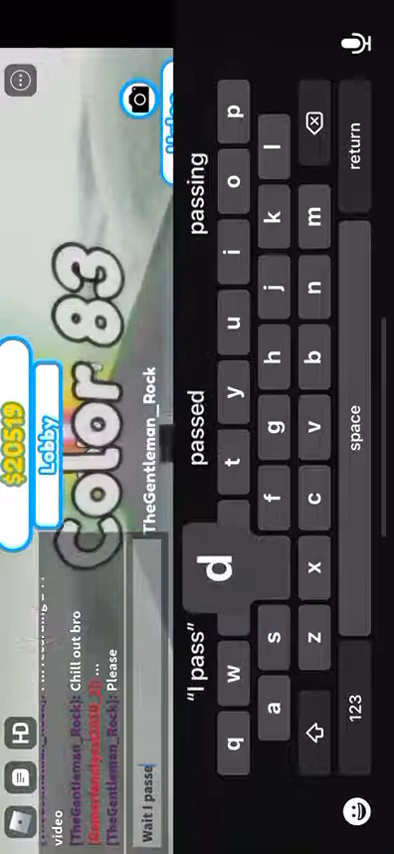 HD
$20519
Lobby
Color 83
video
[TheGentleman_Rock]: Chill out bro
...
[TheGentleman_Rock]: Please
TheGentleman_Rock
Wait I passe
"I pass" passed passing
q w d t y u i o p
a s f g h j k l
z x c v b n m
123 space return